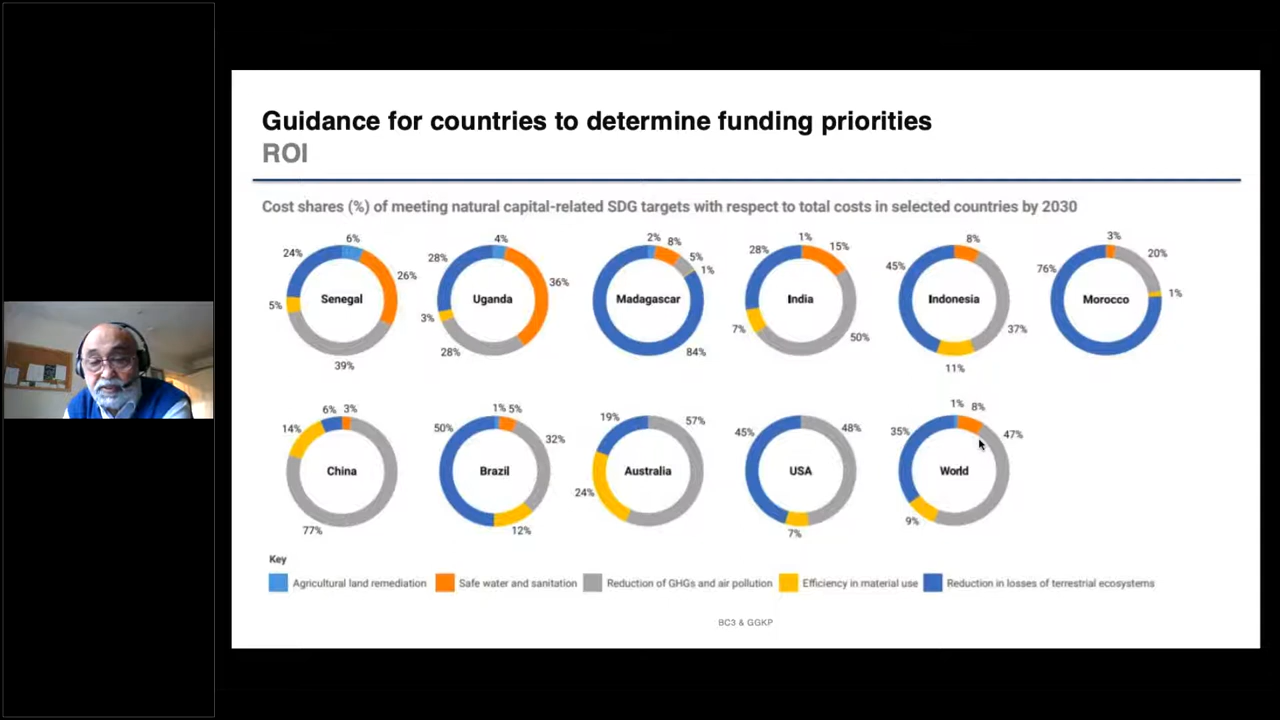 Guidance for countries to determine funding priorities
ROI
Cost shares (%) of meeting natural capital-related SDG targets with respect to total costs in selected countries by 2030
6%
24%
26%
5%
39%
Senegal
4%
28%
36%
3%
28%
Uganda
2%
8%
5%
1%
84%
Madagascar
1%
28%
15%
7%
50%
India
8%
45%
37%
11%
Indonesia
3%
20%
76%
1%
Morocco
6%
3%
14%
77%
China
1%
5%
50%
32%
12%
Brazil
19%
57%
24%
Australia
45%
48%
7%
USA
1%
8%
35%
47%
9%
World
Key
Agricultural land remediation
Safe water and sanitation
Reduction of GHGs and air pollution
Efficiency in material use
Reduction in losses of terrestrial ecosystems
BC3 & GGKP